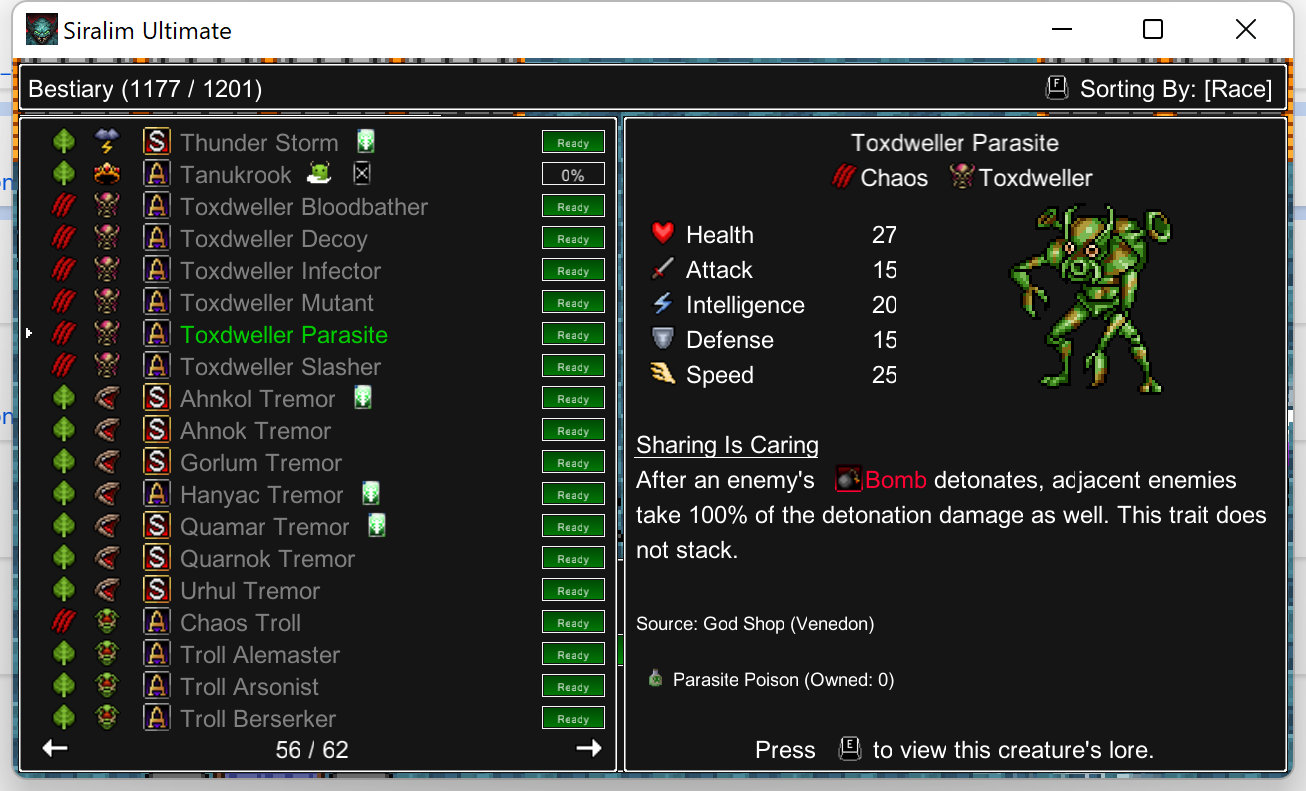 Siralim Ultimate
Bestiary (1177 / 1201)
F Sorting By: [Race]
S Thunder Storm Ready
A Tanukrook 0%
A Toxdweller Bloodbather Ready
A Toxdweller Decoy Ready
A Toxdweller Infector Ready
A Toxdweller Mutant Ready
A Toxdweller Parasite Ready
A Toxdweller Slasher Ready
S Ahnkol Tremor Ready
S Ahnok Tremor Ready
S Gorlum Tremor Ready
A Hanyac Tremor Ready
S Quamar Tremor Ready
S Quarnok Tremor Ready
S Urhul Tremor Ready
A Chaos Troll Ready
A Troll Alemaster Ready
A Troll Arsonist Ready
A Troll Berserker Ready
56 / 62
Toxdweller Parasite
Chaos Toxdweller
Health 27
Attack 15
Intelligence 20
Defense 15
Speed 25
Sharing Is Caring
After an enemy's Bomb detonates, adjacent enemies
take 100% of the detonation damage as well. This trait does
not stack.
Source: God Shop (Venedon)
Parasite Poison (Owned: 0)
Press E to view this creature's lore.